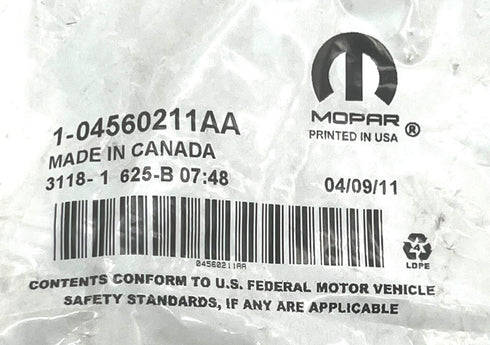 MOPAR ®
PRINTED IN USA
1-04560211AA
MADE IN CANADA
3118- 1 625-B 07:48
04/09/11
04560211AA
4
LDPE
CONTENTS CONFORM TO U.S. FEDERAL MOTOR VEHICLE
SAFETY STANDARDS, IF ANY ARE APPLICABLE